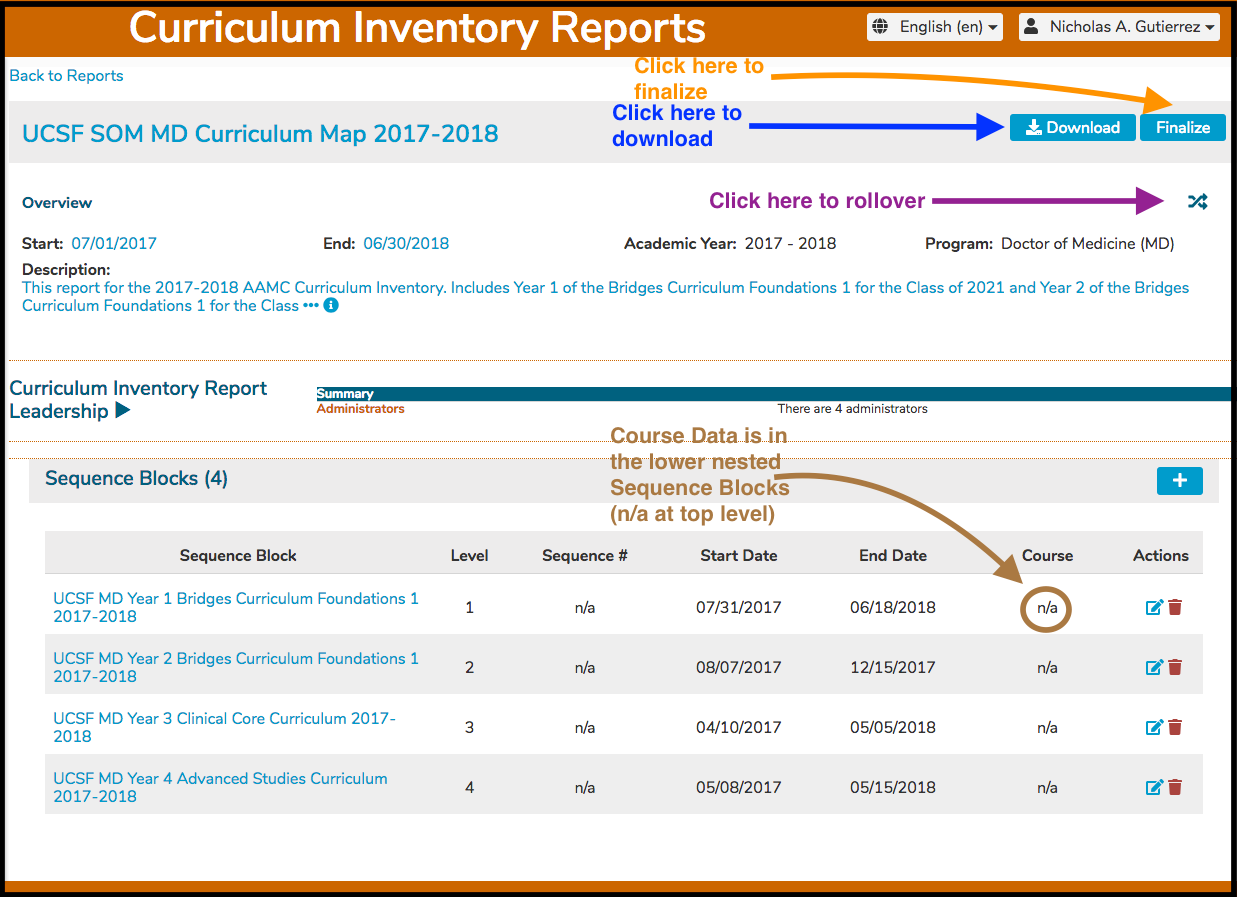 Curriculum Inventory Reports
English (en)
Nicholas A. Gutierrez
Back to Reports
Click here to
finalize
Click here to
download
UCSF SOM MD Curriculum Map 2017-2018
Download
Finalize
Overview
Click here to rollover
Start: 07/01/2017
End: 06/30/2018
Academic Year: 2017 - 2018
Program: Doctor of Medicine (MD)
Description:
This report for the 2017-2018 AAMC Curriculum Inventory. Includes Year 1 of the Bridges Curriculum Foundations 1 for the Class of 2021 and Year 2 of the Bridges
Curriculum Foundations 1 for the Class •••
Curriculum Inventory Report
Leadership
Summary
Administrators
There are 4 administrators
Course Data is in
the lower nested
Sequence Blocks
(n/a at top level)
Sequence Blocks (4)
+
Sequence Block Level Sequence # Start Date End Date Course Actions
UCSF MD Year 1 Bridges Curriculum Foundations 1
2017-2018
1 n/a 07/31/2017 06/18/2018 n/a
UCSF MD Year 2 Bridges Curriculum Foundations 1
2017-2018
2 n/a 08/07/2017 12/15/2017 n/a
UCSF MD Year 3 Clinical Core Curriculum 2017-
2018
3 n/a 04/10/2017 05/05/2018 n/a
UCSF MD Year 4 Advanced Studies Curriculum
2017-2018
4 n/a 05/08/2017 05/15/2018 n/a